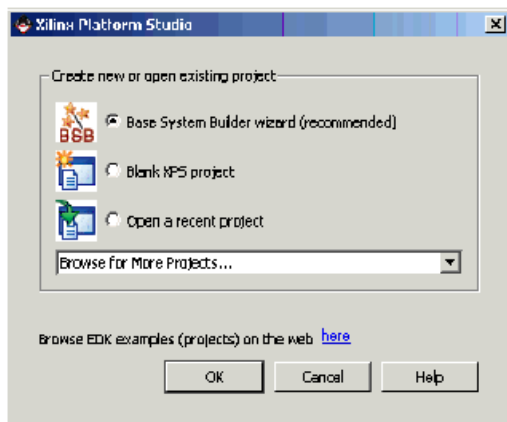 Xilinx Platform Studio
Create new or open existing project
BSB
Base System Builder wizard (recommended)
Blank XPS project
Open a recent project
Browse for More Projects...
Browse EDK examples (projects) on the web here
OK Cancel Help